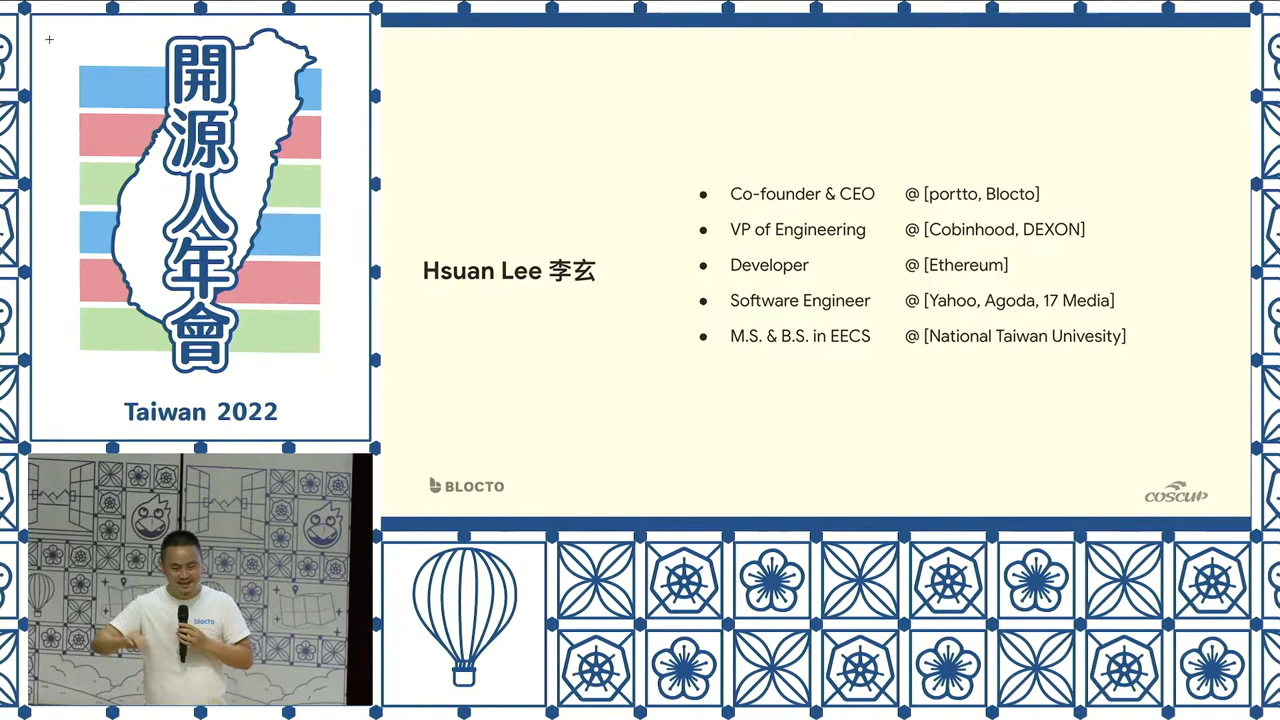 開源人年會
Taiwan 2022
Hsuan Lee 李玄
● Co-founder & CEO @ [portto, Blocto]
● VP of Engineering @ [Cobinhood, DEXON]
● Developer @ [Ethereum]
● Software Engineer @ [Yahoo, Agoda, 17 Media]
● M.S. & B.S. in EECS @ [National Taiwan Univesity]
BLOCTO
COSCUP
blocto